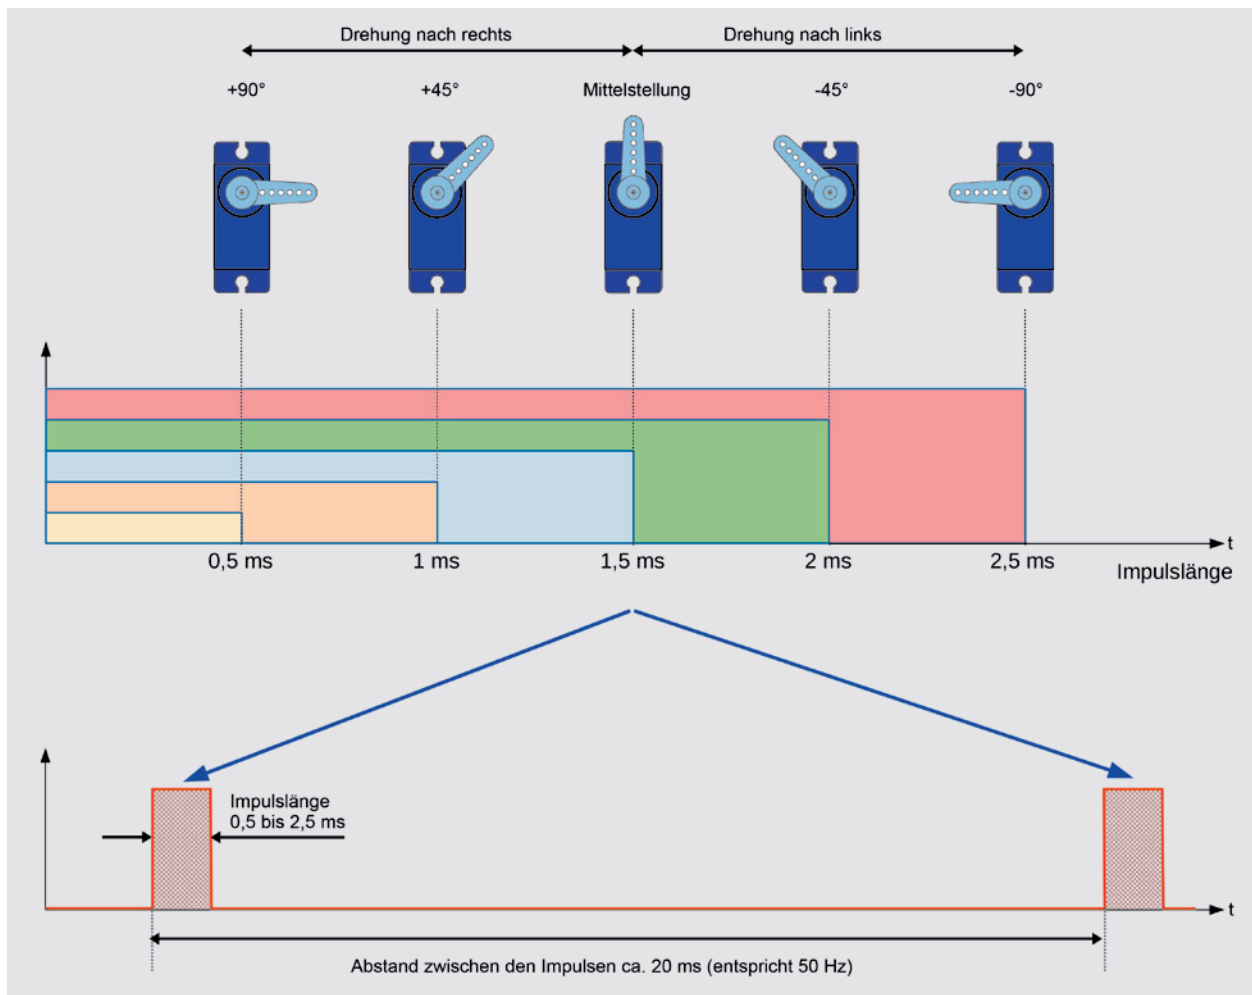 Drehung nach rechts
Drehung nach links
+90°
+45°
Mittelstellung
-45°
-90°
0,5 ms
1 ms
1,5 ms
2 ms
2,5 ms
t
Impulslänge
Impulslänge
0,5 bis 2,5 ms
t
Abstand zwischen den Impulsen ca. 20 ms (entspricht 50 Hz)